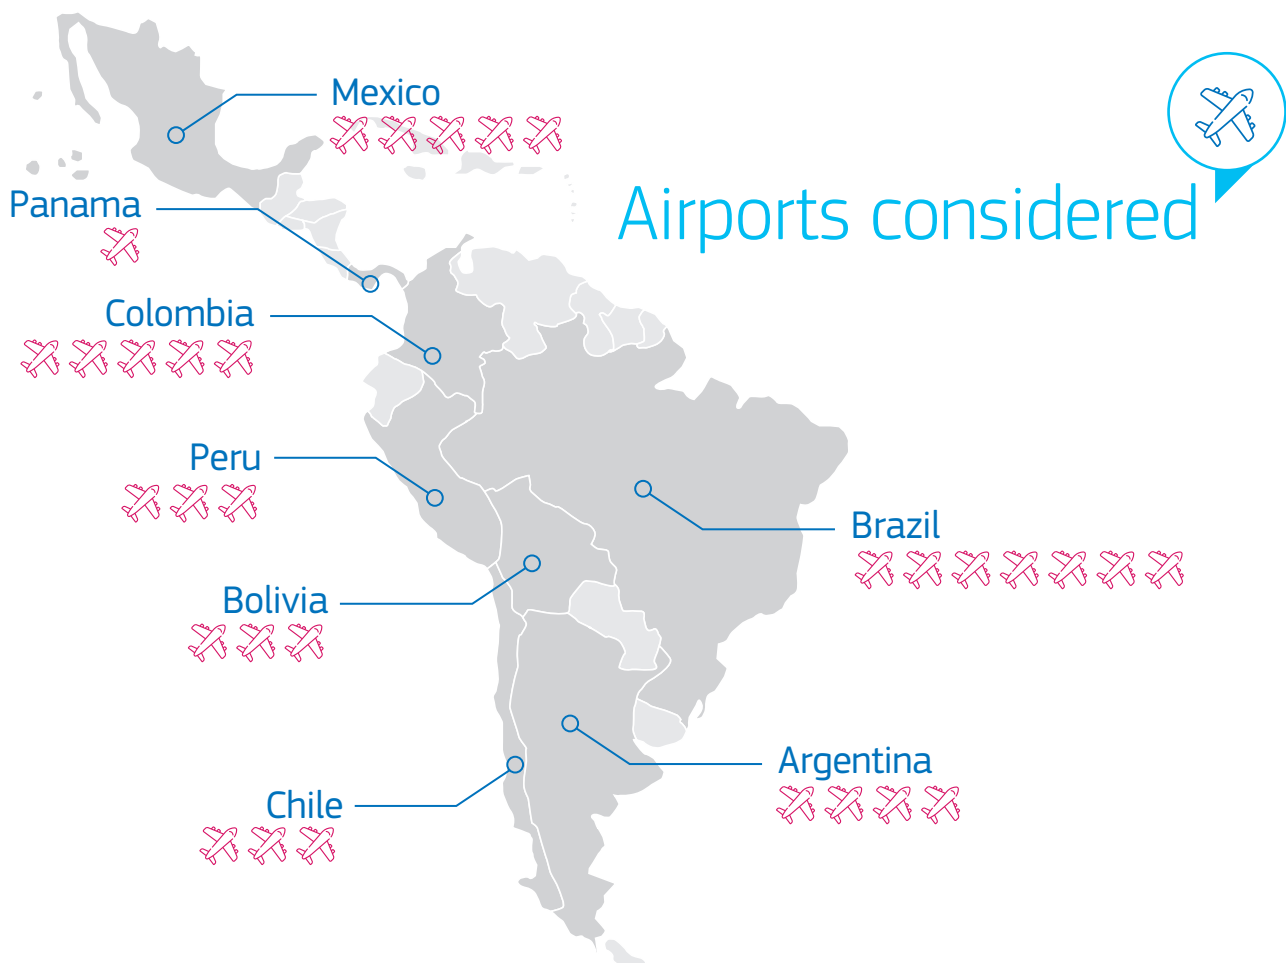 Mexico
Airports considered
Panama
Colombia
Peru
Brazil
Bolivia
Argentina
Chile